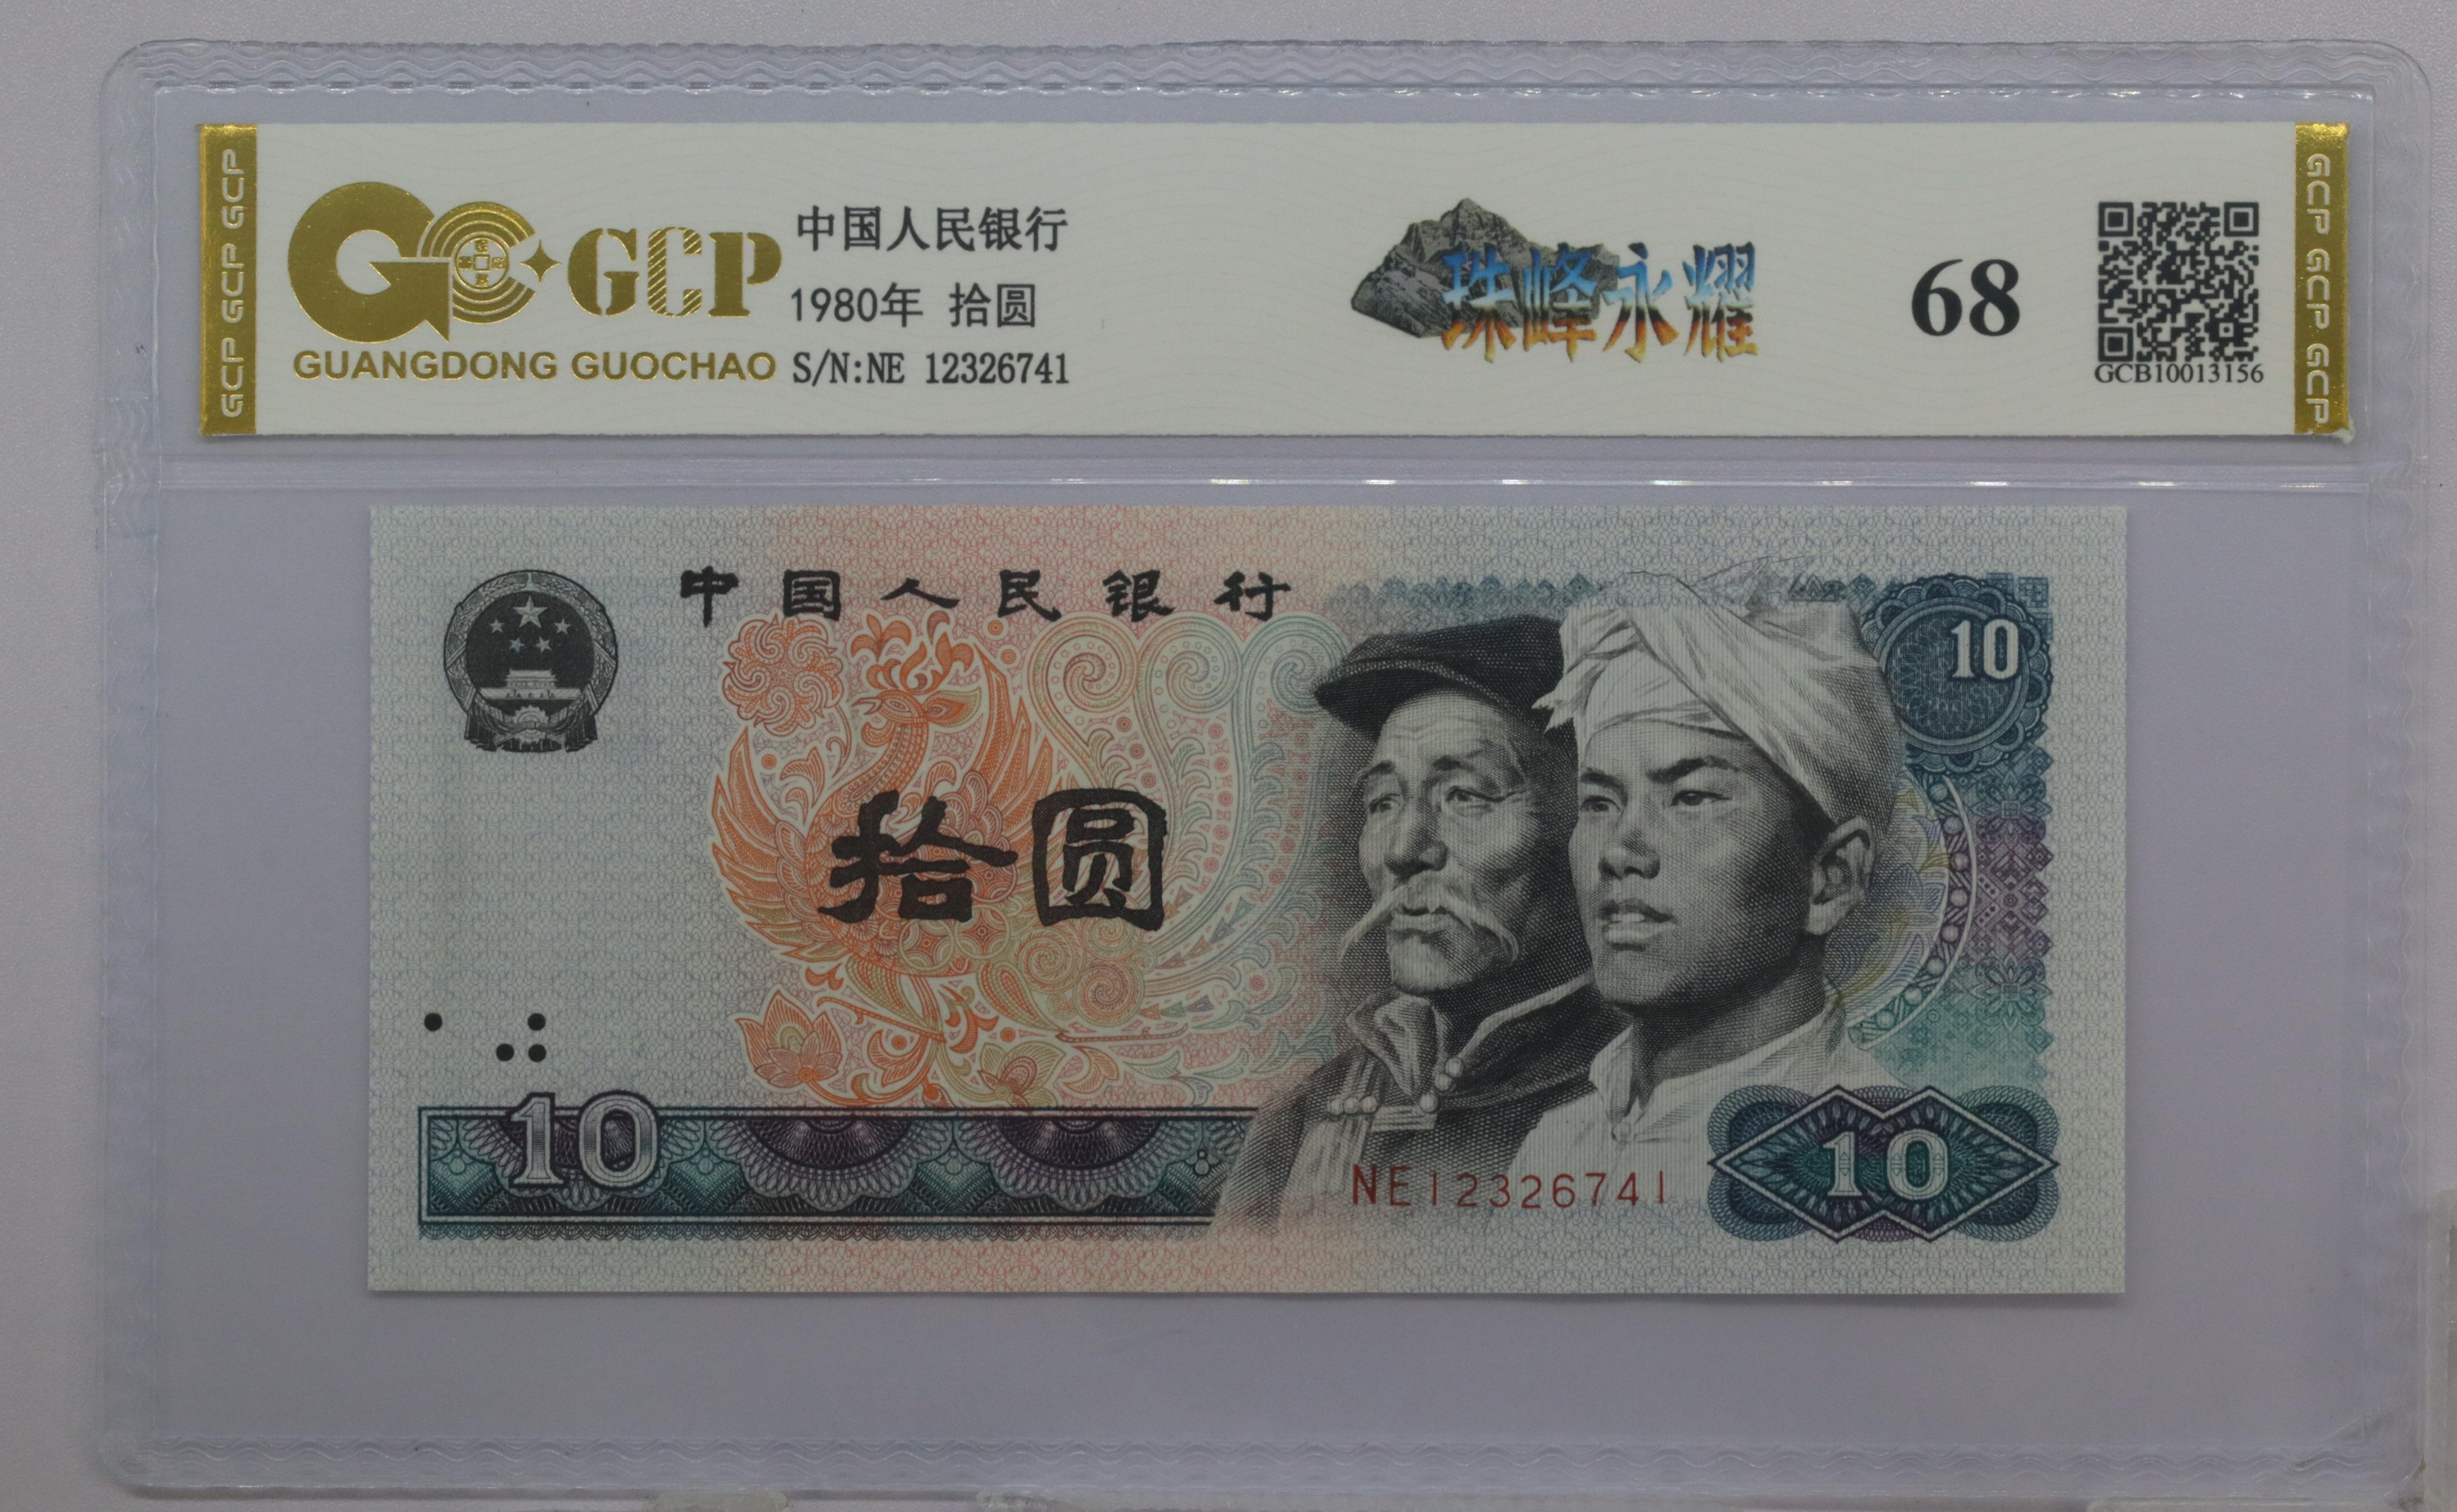 GCP GCP GCP
GCP
GUANGDONG GUOCHAO
中国人民银行
1980年 拾圆
S/N:NE 12326741
珠峰永耀
68
GCB10013156
GCP GCP GCP
中国人民银行
10
拾圆
10
NE12326741
10